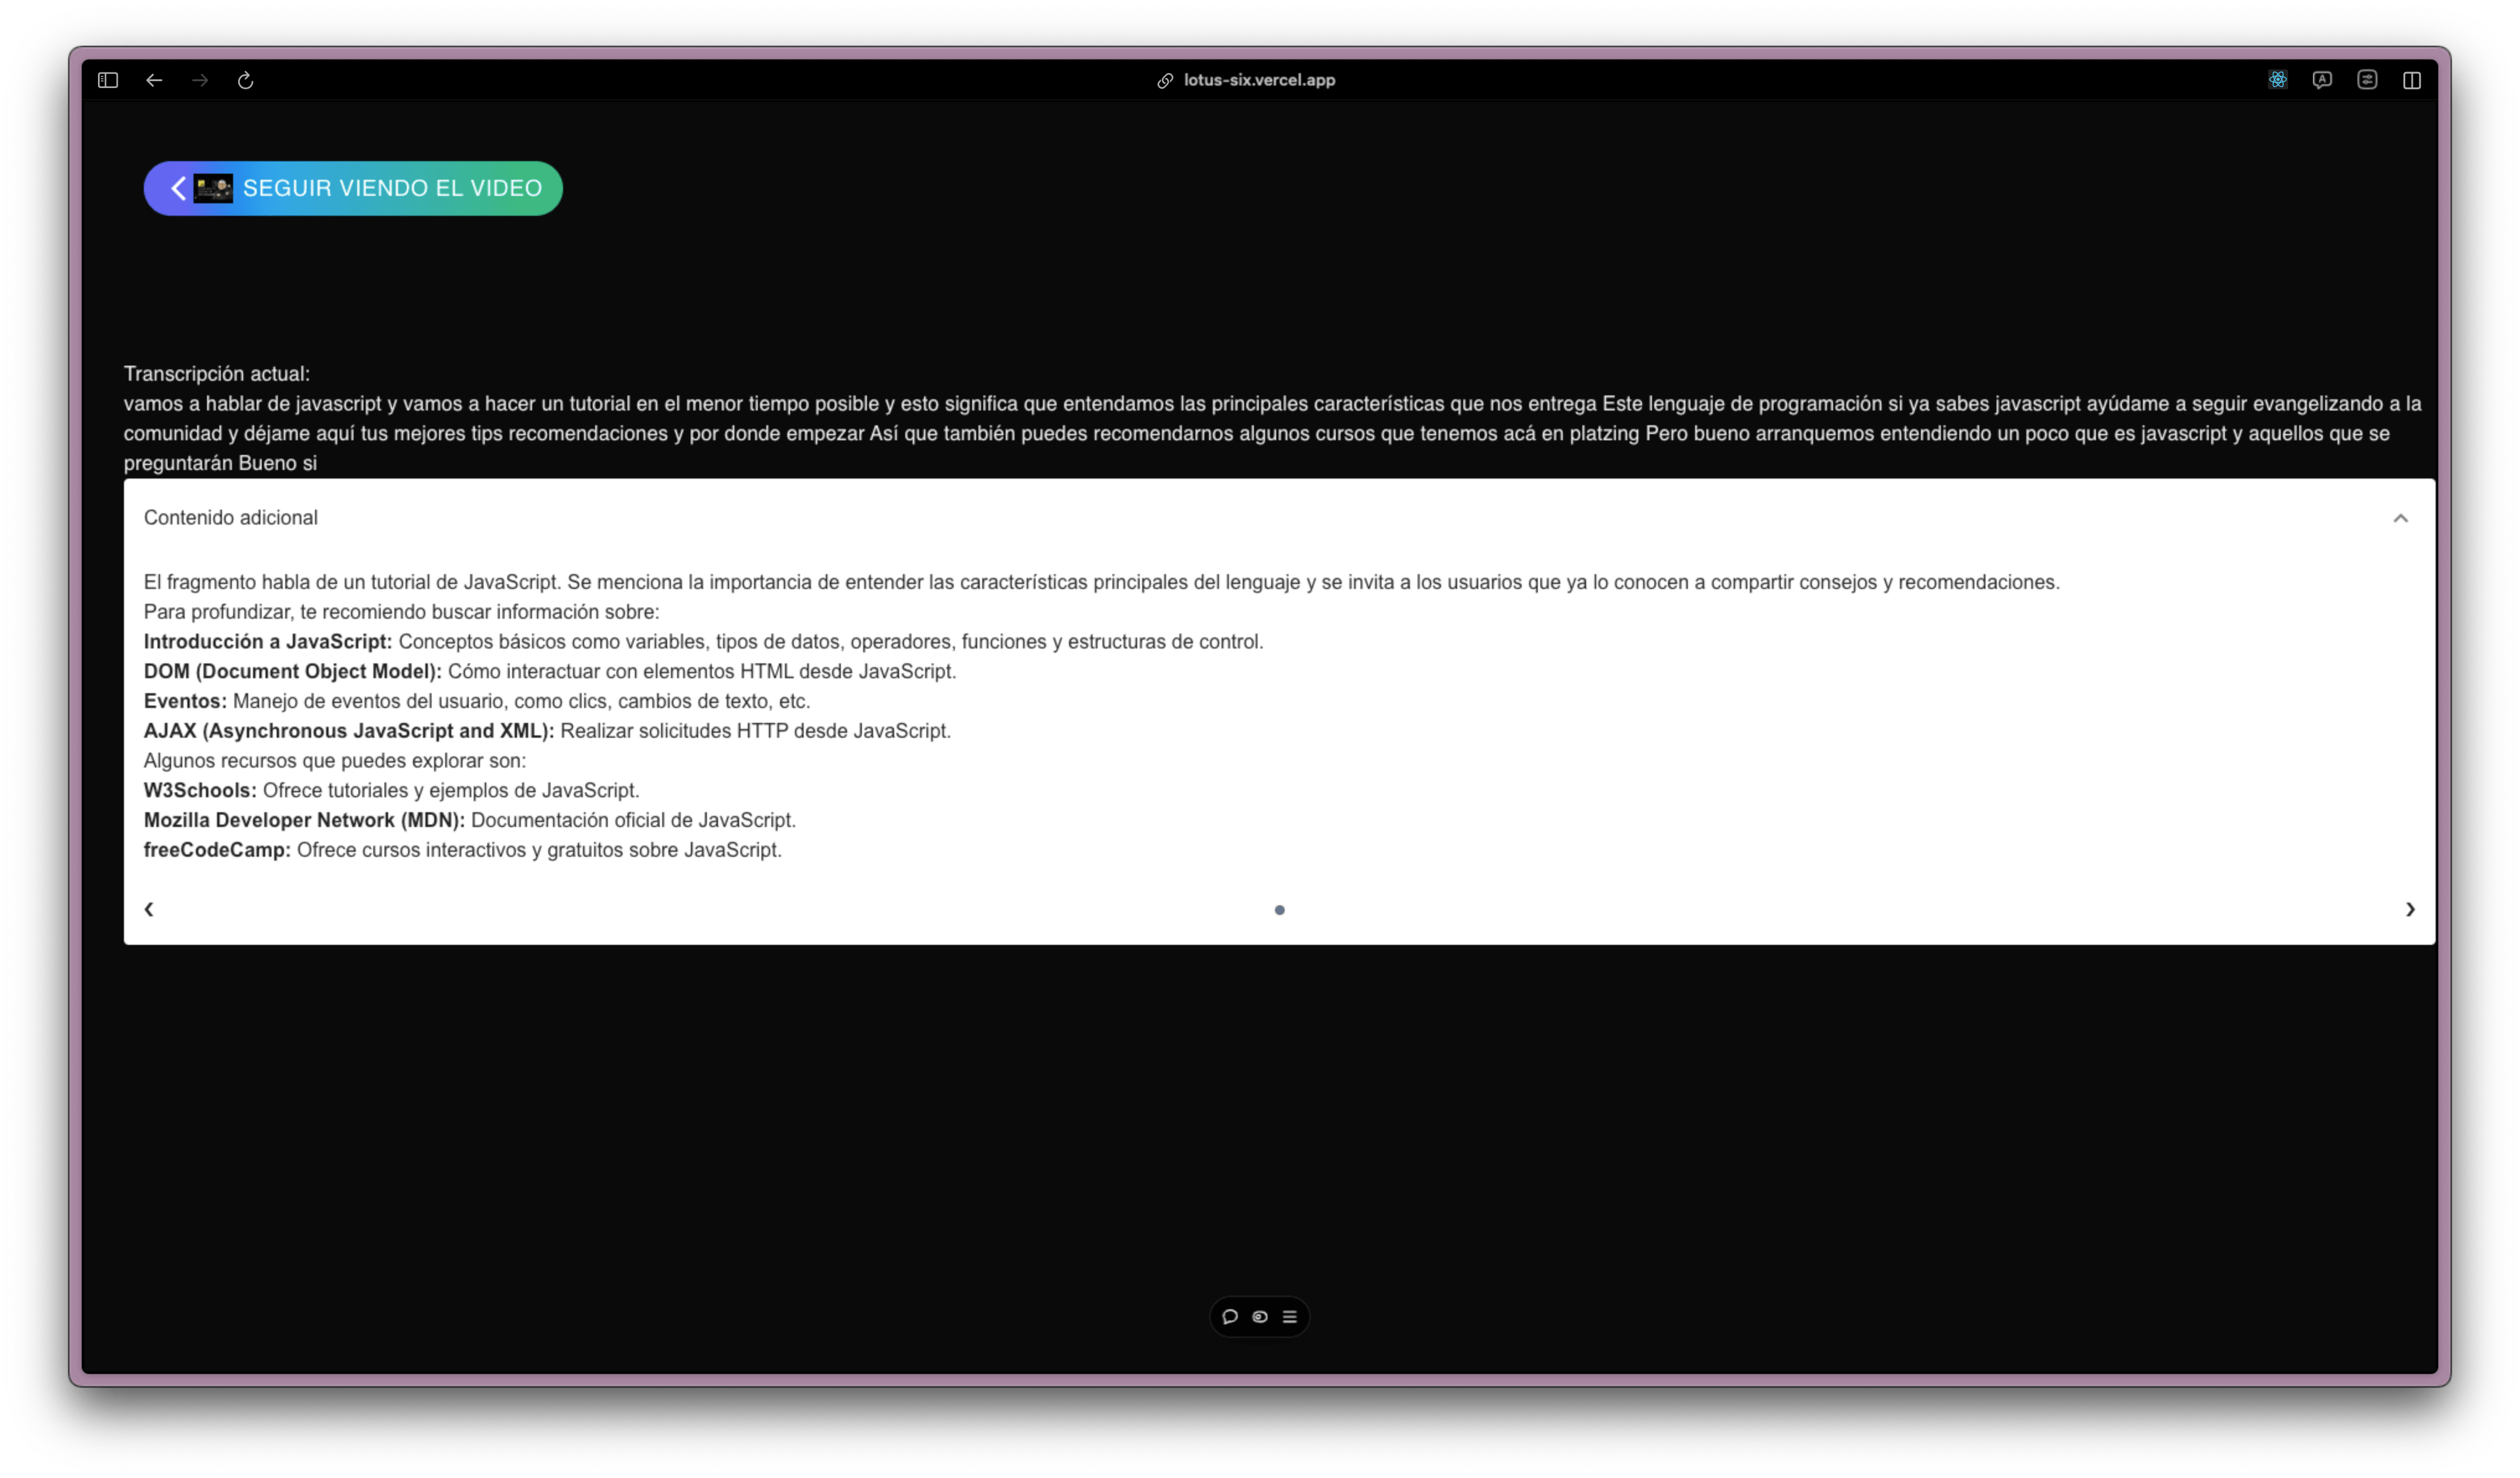 lotus-six.vercel.app
SEGUIR VIENDO EL VIDEO
Transcripción actual:
vamos a hablar de javascript y vamos a hacer un tutorial en el menor tiempo posible y esto significa que entendamos las principales características que nos entrega Este lenguaje de programación si ya sabes javascript ayúdame a seguir evangelizando a la
comunidad y déjame aquí tus mejores tips recomendaciones y por donde empezar Así que también puedes recomendarnos algunos cursos que tenemos acá en platzing Pero bueno arranquemos entendiendo un poco que es javascript y aquellos que se
preguntarán Bueno si
Contenido adicional
El fragmento habla de un tutorial de JavaScript. Se menciona la importancia de entender las características principales del lenguaje y se invita a los usuarios que ya lo conocen a compartir consejos y recomendaciones.
Para profundizar, te recomiendo buscar información sobre:
Introducción a JavaScript: Conceptos básicos como variables, tipos de datos, operadores, funciones y estructuras de control.
DOM (Document Object Model): Cómo interactuar con elementos HTML desde JavaScript.
Eventos: Manejo de eventos del usuario, como clics, cambios de texto, etc.
AJAX (Asynchronous JavaScript and XML): Realizar solicitudes HTTP desde JavaScript.
Algunos recursos que puedes explorar son:
W3Schools: Ofrece tutoriales y ejemplos de JavaScript.
Mozilla Developer Network (MDN): Documentación oficial de JavaScript.
freeCodeCamp: Ofrece cursos interactivos y gratuitos sobre JavaScript.